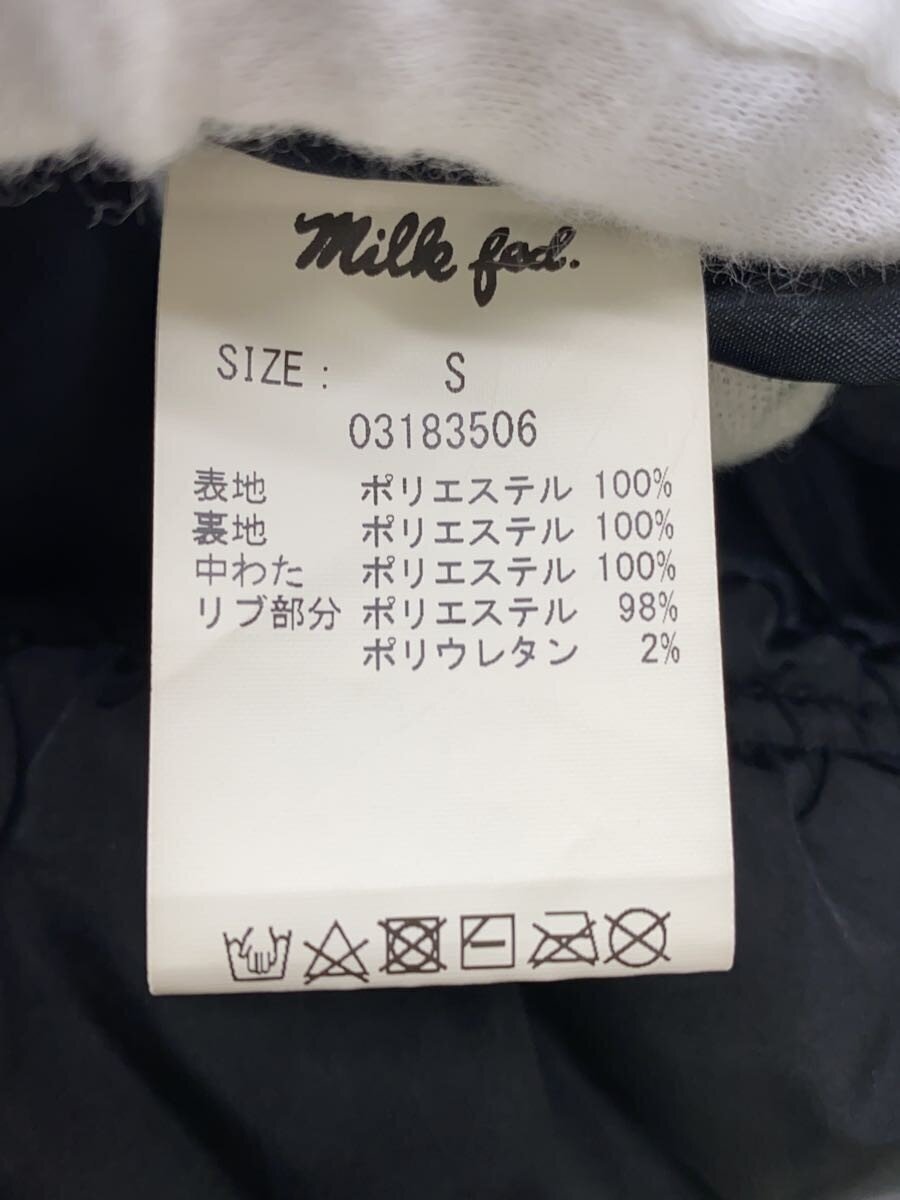 Milk fed.
SIZE : S
03183506
表地 ポリエステル 100%
裏地 ポリエステル 100%
中わた ポリエステル 100%
リブ部分 ポリエステル 98%
ポリウレタン 2%